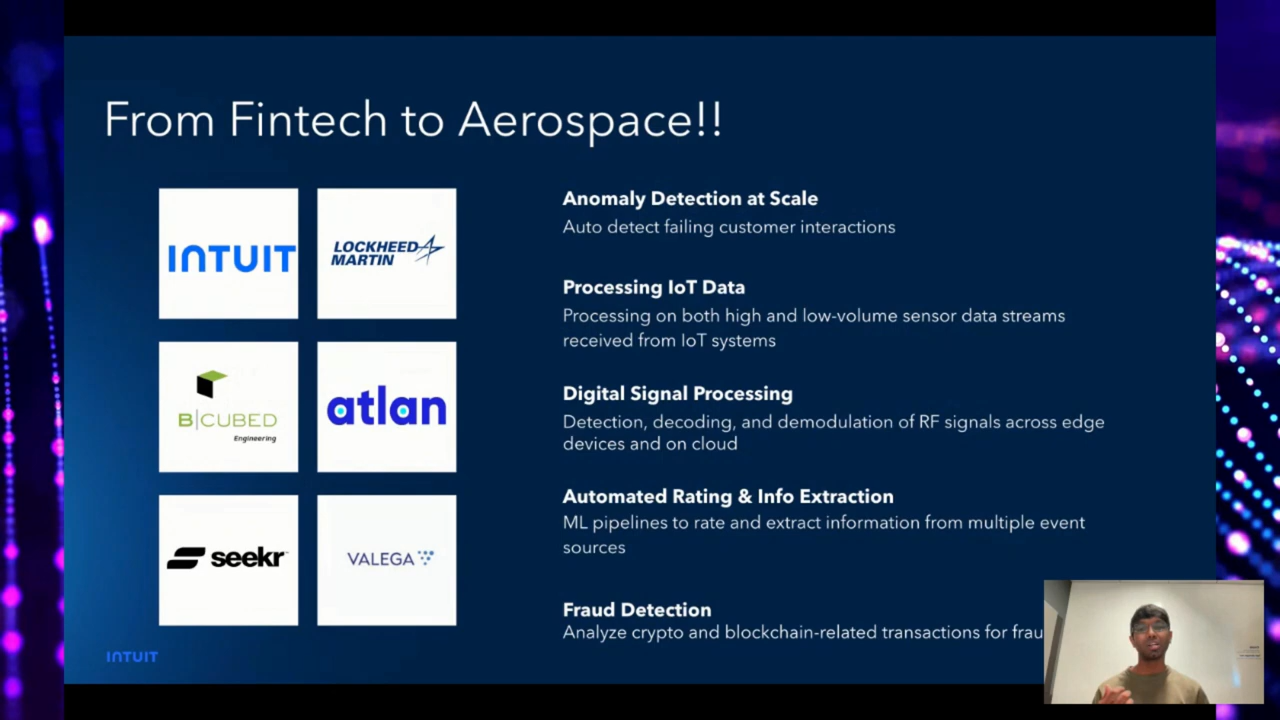 From Fintech to Aerospace!!
INTUIT
LOCKHEED
MARTIN
B|CUBED
Engineering
atlan
seekr
VALEGA
Anomaly Detection at Scale
Auto detect failing customer interactions
Processing IoT Data
Processing on both high and low-volume sensor data streams
received from IoT systems
Digital Signal Processing
Detection, decoding, and demodulation of RF signals across edge
devices and on cloud
Automated Rating & Info Extraction
ML pipelines to rate and extract information from multiple event
sources
Fraud Detection
Analyze crypto and blockchain-related transactions for
INTUIT